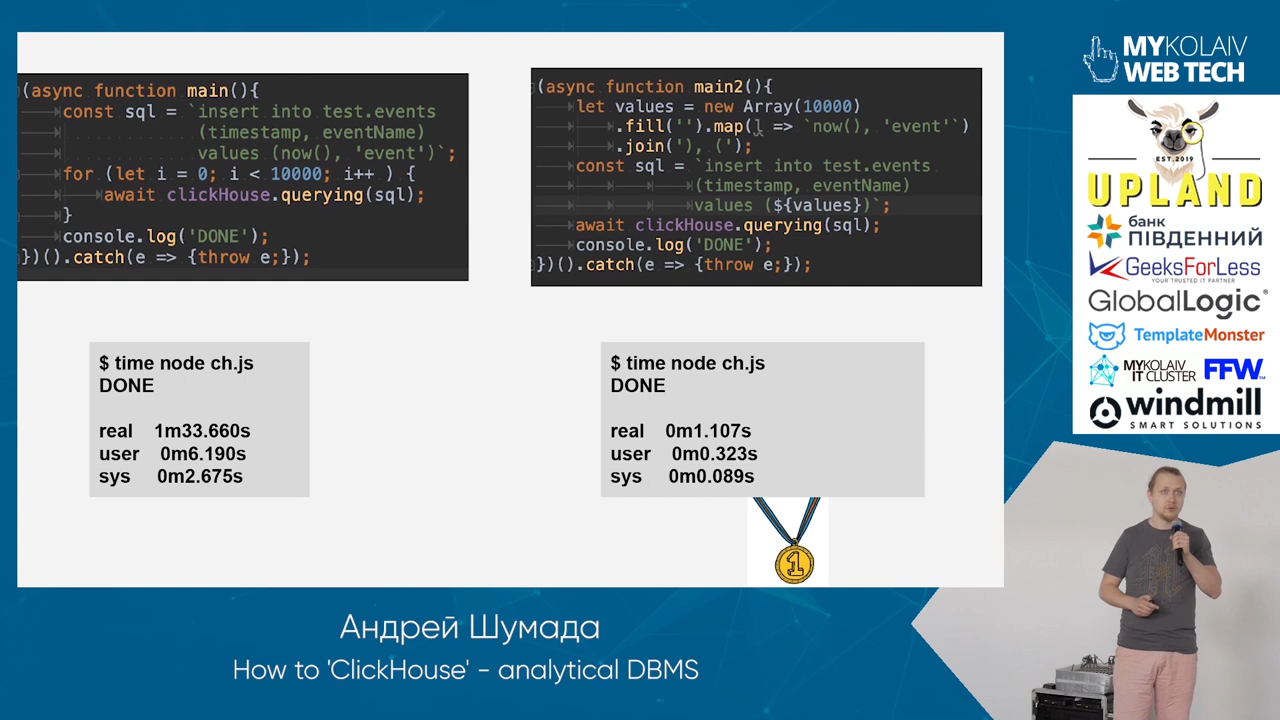 (async function main(){
const sql = `insert into test.events
(timestamp, eventName)
values (now(), 'event')`;
for (let i = 0; i < 10000; i++ ) {
await clickHouse.querying(sql);
}
console.log('DONE');
})().catch(e => {throw e;});
(async function main2(){
let values = new Array(10000)
.fill('').map(_ => `now(), 'event'`)
.join('), (');
const sql = `insert into test.events
(timestamp, eventName)
values (${values})`;
await clickHouse.querying(sql);
console.log('DONE');
})().catch(e => {throw e;});
$ time node ch.js
DONE
real 1m33.660s
user 0m6.190s
sys 0m2.675s
$ time node ch.js
DONE
real 0m1.107s
user 0m0.323s
sys 0m0.089s
1
Андрей Шумада
How to 'ClickHouse' - analytical DBMS
MYKOLAIV
WEB TECH
EST.2019
UPLAND
банк
ПІВДЕННИЙ
GeeksForLess
YOUR TRUSTED IT PARTNER
GlobalLogic®
TemplateMonster
MYKOLAIV
IT CLUSTER
FFW
windmill
SMART SOLUTIONS